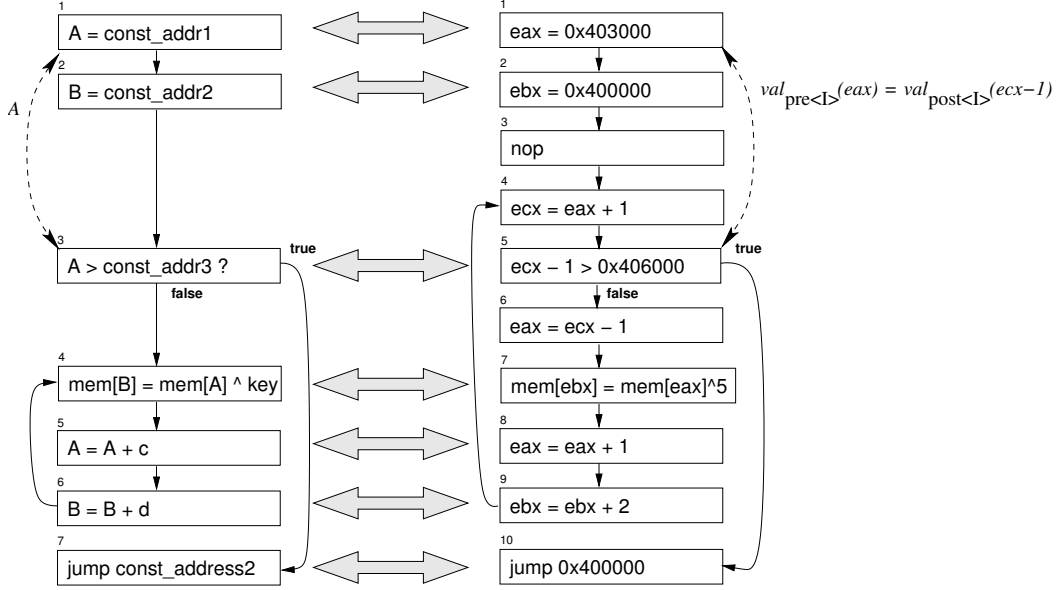 1
A = const_addr1
2
B = const_addr2
A
3
A > const_addr3 ?
true
false
4
mem[B] = mem[A] ^ key
5
A = A + c
6
B = B + d
7
jump const_address2
1
eax = 0x403000
2
ebx = 0x400000
3
nop
4
ecx = eax + 1
5
ecx − 1 > 0x406000
true
false
6
eax = ecx − 1
7
mem[ebx] = mem[eax]^5
8
eax = eax + 1
9
ebx = ebx + 2
10
jump 0x400000
val pre<I> (eax) = val post<I> (ecx−1)